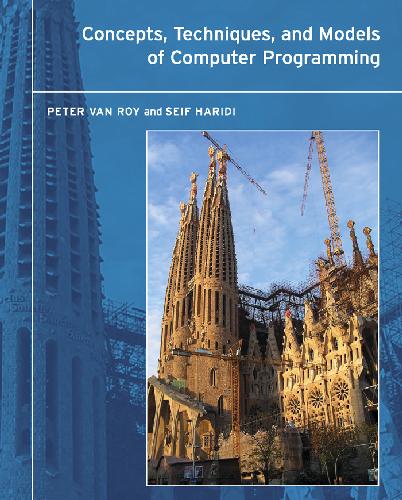 Concepts, Techniques, and Models
of Computer Programming
PETER VAN ROY and SEIF HARIDI